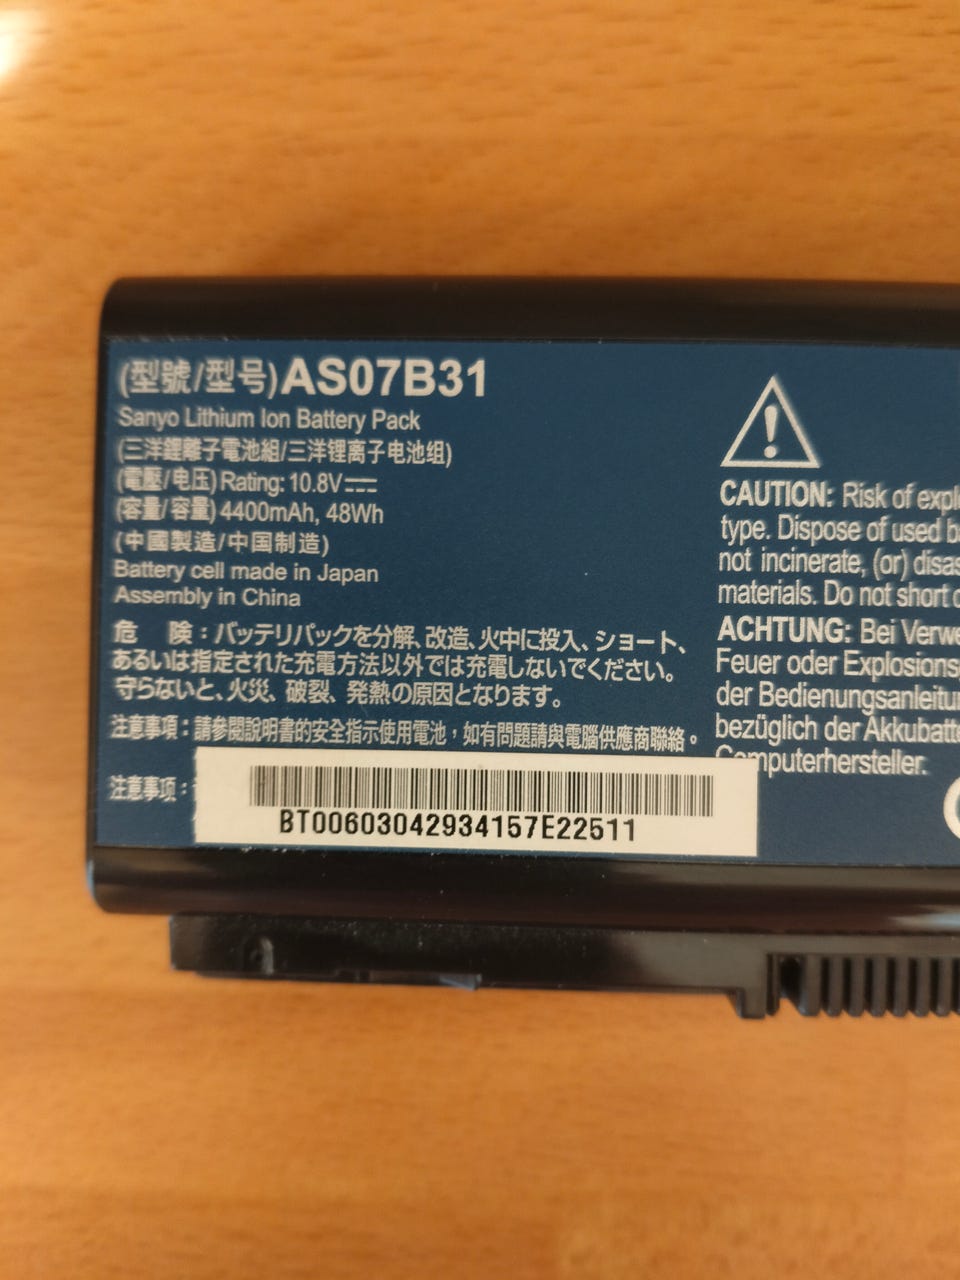 (型號/型号)AS07B31
Sanyo Lithium Ion Battery Pack
(三洋鋰離子電池組/三洋锂离子电池组)
(電壓/电压)Rating: 10.8V
(容量/容量)4400mAh, 48Wh
(中國製造/中国制造)
Battery cell made in Japan
Assembly in China
危 険：バッテリパックを分解、改造、火中に投入、ショート、
あるいは指定された充電方法以外では充電しないでください。
守らないと、火災、破裂、発熱の原因となります。
注意事項：請參閱說明書的安全指示使用電池，如有問題請與電腦供應商聯絡。
注意事项：
BT00603042934157E22511
CAUTION: Risk of expl
type. Dispose of used b
not incinerate, (or) disas
materials. Do not short c
ACHTUNG: Bei Verwe
Feuer oder Explosions
der Bedienungsanleitu
bezüglich der Akkubatte
Computerhersteller.